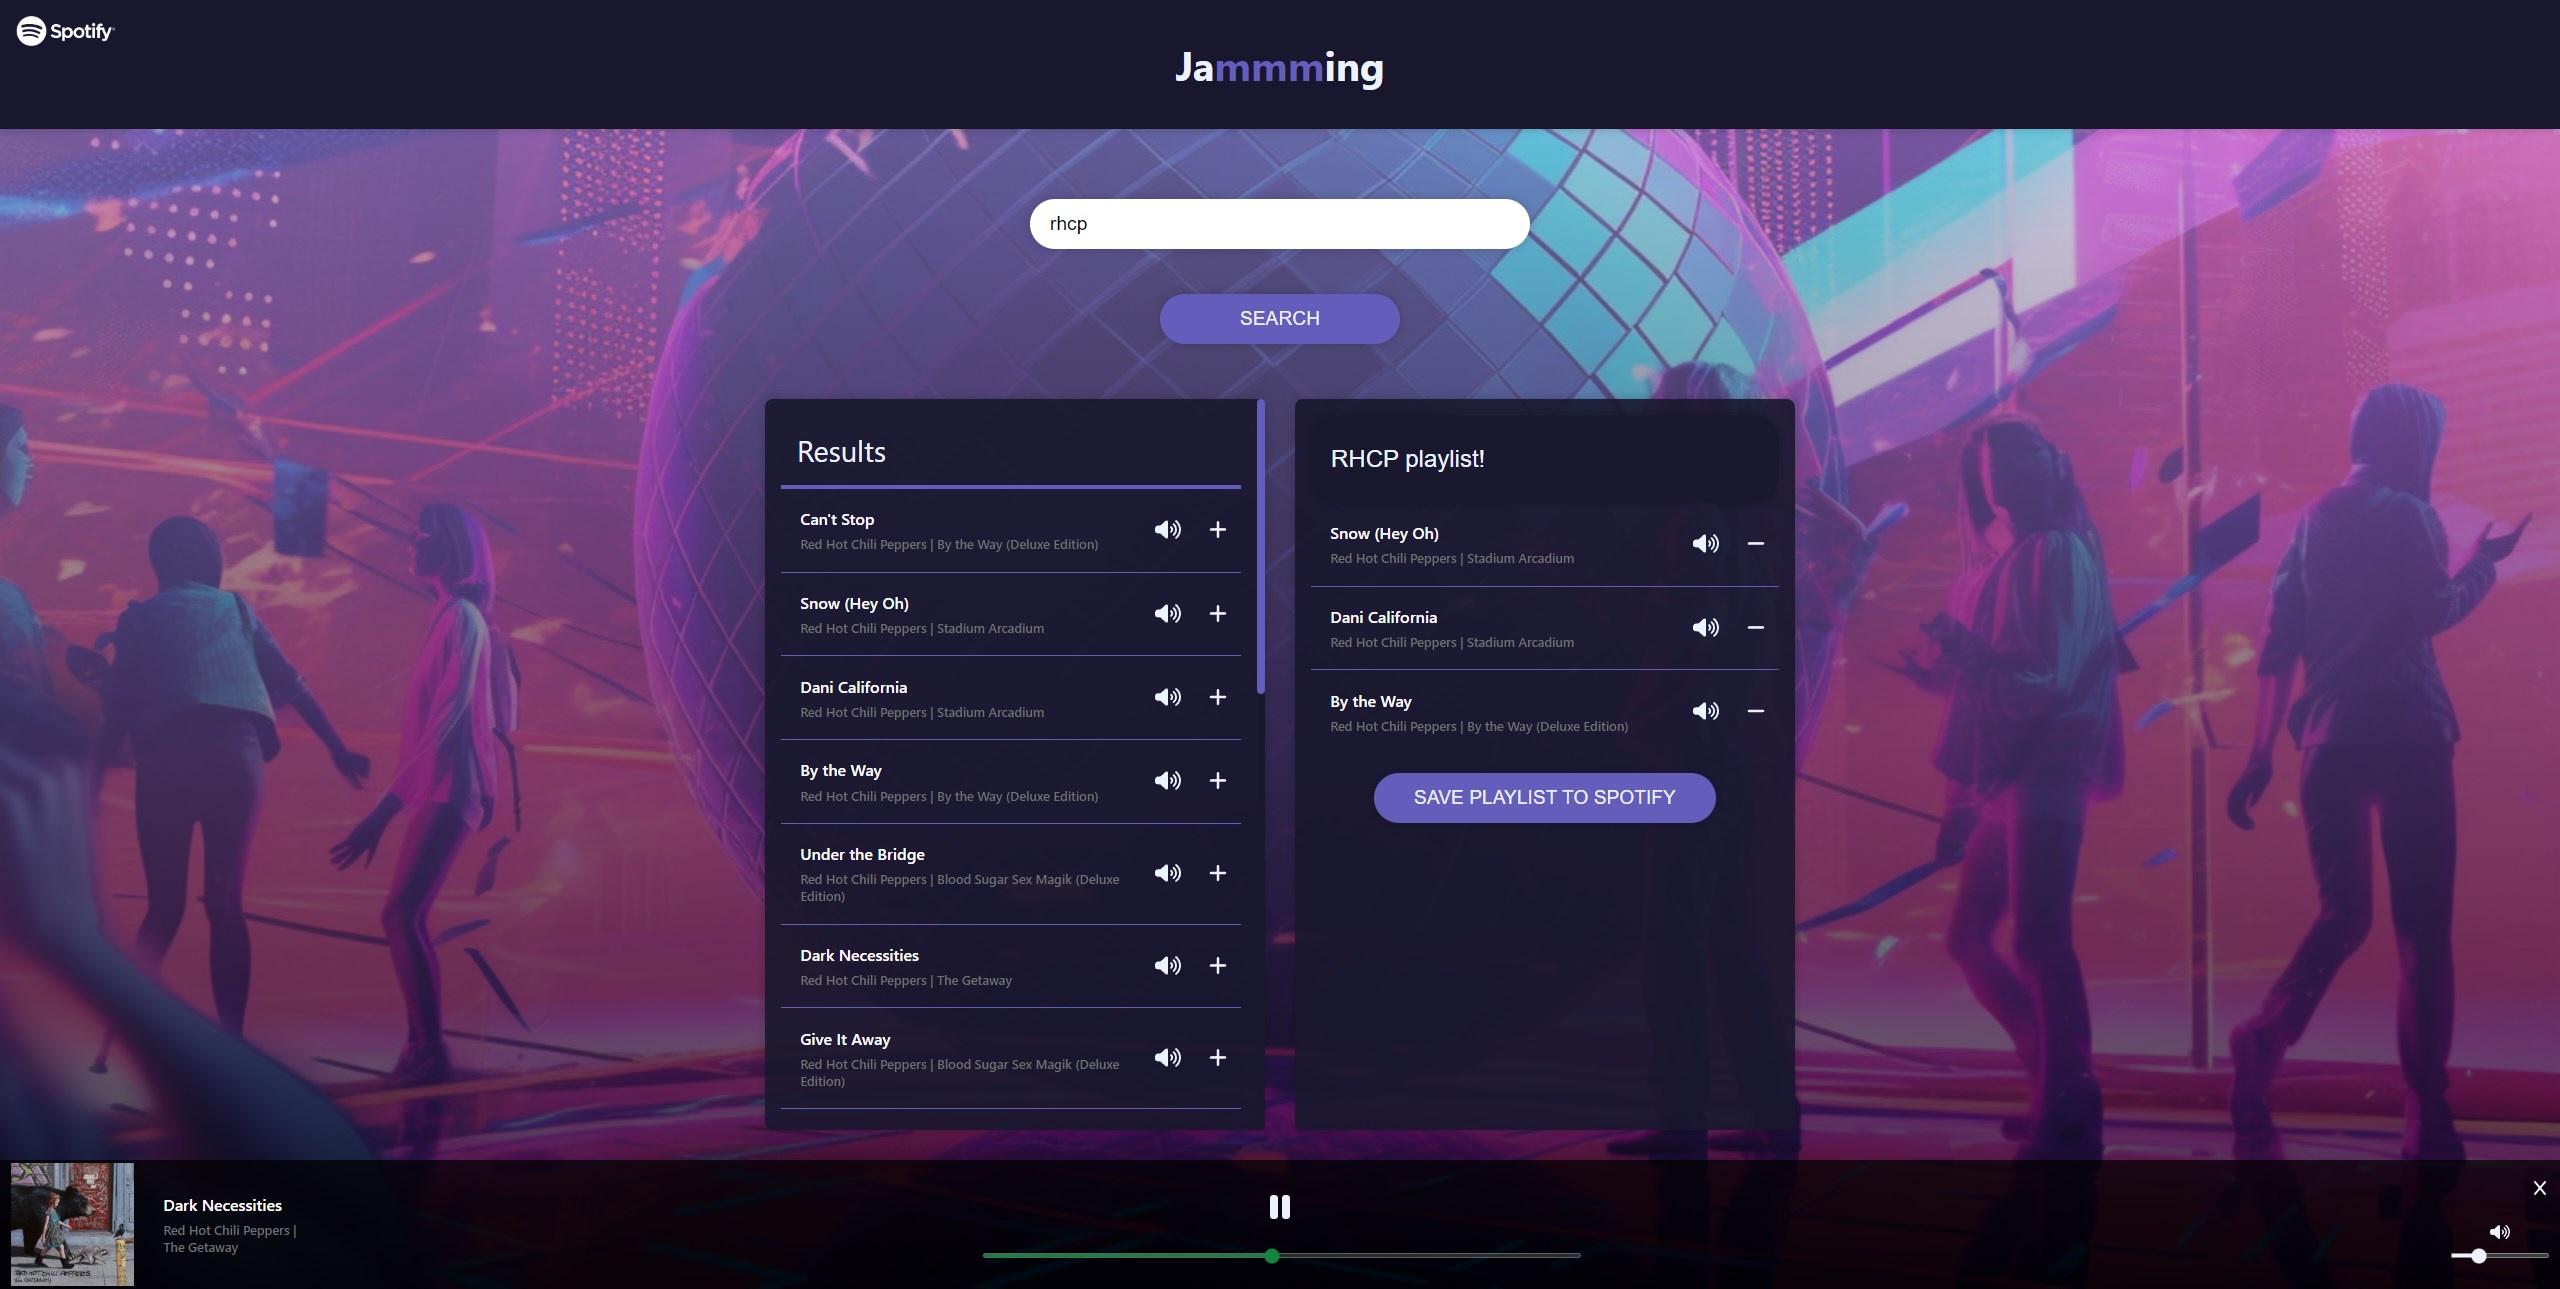 Spotify
Jammming
rhcp
SEARCH
Results
Can't Stop
Red Hot Chili Peppers | By the Way (Deluxe Edition)
Snow (Hey Oh)
Red Hot Chili Peppers | Stadium Arcadium
Dani California
Red Hot Chili Peppers | Stadium Arcadium
By the Way
Red Hot Chili Peppers | By the Way (Deluxe Edition)
Under the Bridge
Red Hot Chili Peppers | Blood Sugar Sex Magik (Deluxe
Edition)
Dark Necessities
Red Hot Chili Peppers | The Getaway
Give It Away
Red Hot Chili Peppers | Blood Sugar Sex Magik (Deluxe
Edition)
RHCP playlist!
Snow (Hey Oh)
Red Hot Chili Peppers | Stadium Arcadium
Dani California
Red Hot Chili Peppers | Stadium Arcadium
By the Way
Red Hot Chili Peppers | By the Way (Deluxe Edition)
SAVE PLAYLIST TO SPOTIFY
RED HOT CHILI PEPPERS
the GETAWAY
Dark Necessities
Red Hot Chili Peppers |
The Getaway
X